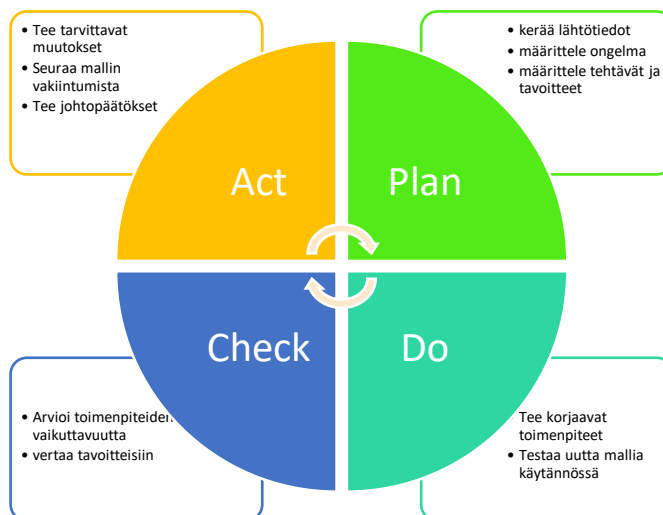 • Tee tarvittavat
muutokset
• Seuraa mallin
vakiintumista
• Tee johtopäätökset
• kerää lähtötiedot
• määrittele ongelma
• määrittele tehtävät ja
tavoitteet
Act
Plan
Check
Do
• Arvioi toimenpiteiden
vaikuttavuutta
• vertaa tavoitteisiin
Tee korjaavat
toimenpiteet
• Testaa uutta mallia
käytännössä